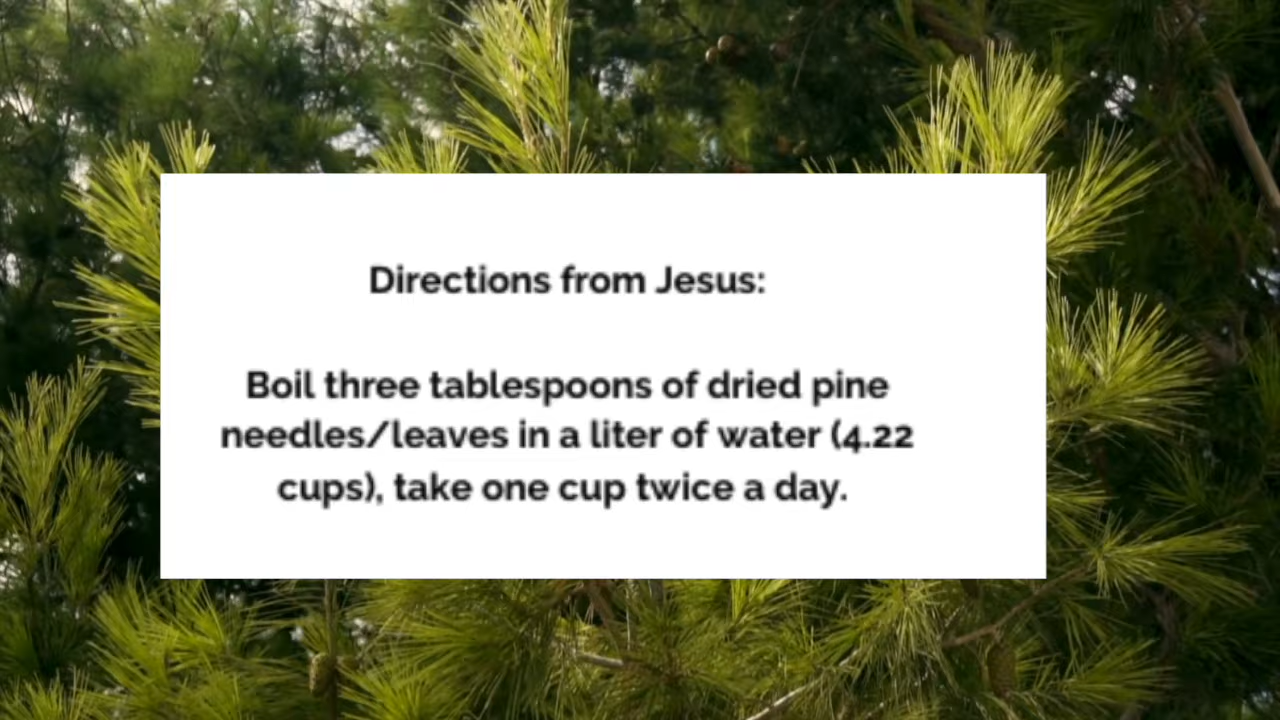 Directions from Jesus:
Boil three tablespoons of dried pine
needles/leaves in a liter of water (4.22
cups), take one cup twice a day.